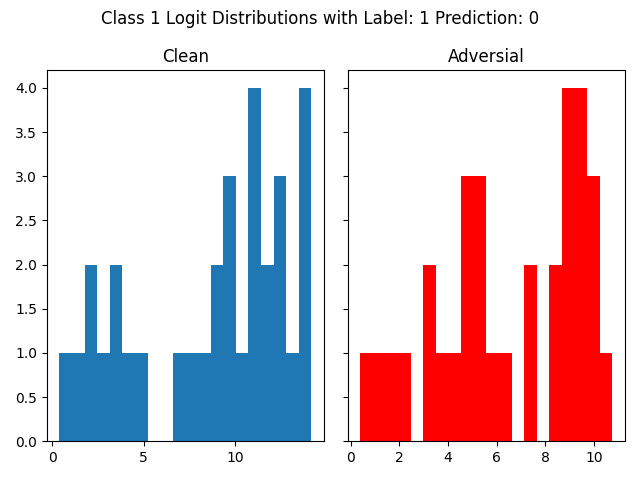 Class 1 Logit Distributions with Label: 1 Prediction: 0
Clean
Adversial
4.0
3.5
3.0
2.5
2.0
1.5
1.0
0.5
0.0
0 5 10
0 2 4 6 8 10